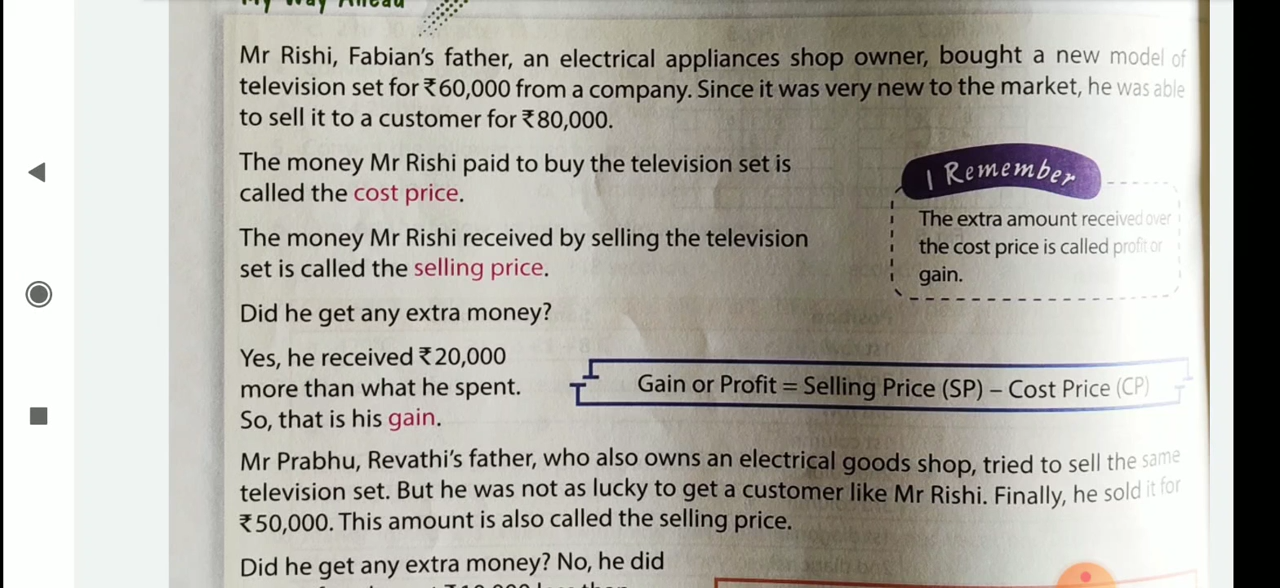 My Way Ahead
Mr Rishi, Fabian's father, an electrical appliances shop owner, bought a new model of
television set for ₹60,000 from a company. Since it was very new to the market, he was able
to sell it to a customer for ₹80,000.
The money Mr Rishi paid to buy the television set is
called the cost price.
I Remember
The extra amount received over
the cost price is called profit or
gain.
The money Mr Rishi received by selling the television
set is called the selling price.
Did he get any extra money?
Yes, he received ₹20,000
more than what he spent.
So, that is his gain.
Gain or Profit = Selling Price (SP) – Cost Price (CP)
Mr Prabhu, Revathi's father, who also owns an electrical goods shop, tried to sell the same
television set. But he was not as lucky to get a customer like Mr Rishi. Finally, he sold it for
₹50,000. This amount is also called the selling price.
Did he get any extra money? No, he did